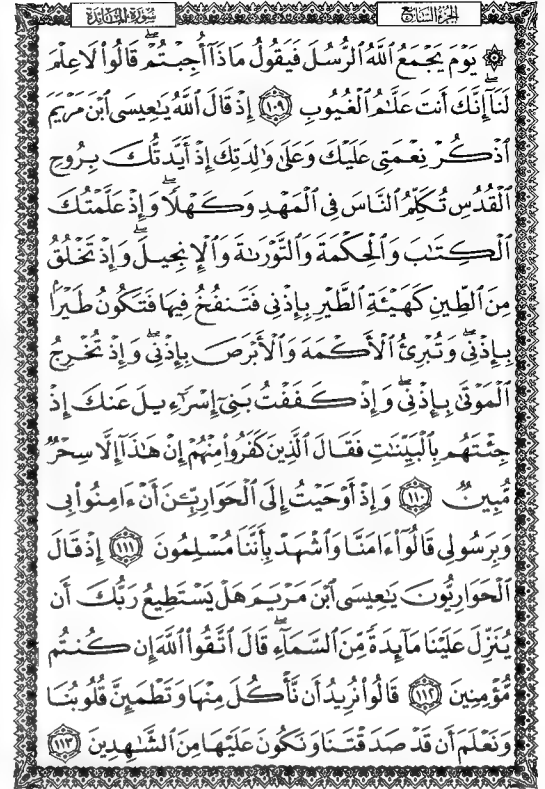 الجزء السابع
سورة المائدة
۞ يَوْمَ يَجْمَعُ ٱللَّهُ ٱلرُّسُلَ فَيَقُولُ مَاذَآ أُجِبْتُمْۖ قَالُوا۟ لَا عِلْمَ
لَنَآۖ إِنَّكَ أَنتَ عَلَّٰمُ ٱلْغُيُوبِ ١٠٩ إِذْ قَالَ ٱللَّهُ يَٰعِيسَى ٱبْنَ مَرْيَمَ
ٱذْكُرْ نِعْمَتِى عَلَيْكَ وَعَلَىٰ وَٰلِدَتِكَ إِذْ أَيَّدتُّكَ بِرُوحِ
ٱلْقُدُسِ تُكَلِّمُ ٱلنَّاسَ فِى ٱلْمَهْدِ وَكَهْلًاۖ وَإِذْ عَلَّمْتُكَ
ٱلْكِتَٰبَ وَٱلْحِكْمَةَ وَٱلتَّوْرَىٰةَ وَٱلْإِنجِيلَۖ وَإِذْ تَخْلُقُ
مِنَ ٱلطِّينِ كَهَيْـَٔةِ ٱلطَّيْرِ بِإِذْنِى فَتَنفُخُ فِيهَا فَتَكُونُ طَيْرًۢا
بِإِذْنِىۖ وَتُبْرِئُ ٱلْأَكْمَهَ وَٱلْأَبْرَصَ بِإِذْنِىۖ وَإِذْ تُخْرِجُ
ٱلْمَوْتَىٰ بِإِذْنِىۖ وَإِذْ كَفَفْتُ بَنِىٓ إِسْرَٰٓءِيلَ عَنكَ إِذْ
جِئْتَهُم بِٱلْبَيِّنَٰتِ فَقَالَ ٱلَّذِينَ كَفَرُوا۟ مِنْهُمْ إِنْ هَٰذَآ إِلَّا سِحْرٌ
مُّبِينٌ ١١٠ وَإِذْ أَوْحَيْتُ إِلَى ٱلْحَوَارِيِّۦنَ أَنْ ءَامِنُوا۟ بِى
وَبِرَسُولِى قَالُوٓا۟ ءَامَنَّا وَٱشْهَدْ بِأَنَّنَا مُسْلِمُونَ ١١١ إِذْ قَالَ
ٱلْحَوَارِيُّونَ يَٰعِيسَى ٱبْنَ مَرْيَمَ هَلْ يَسْتَطِيعُ رَبُّكَ أَن
يُنَزِّلَ عَلَيْنَا مَآئِدَةً مِّنَ ٱلسَّمَآءِۖ قَالَ ٱتَّقُوا۟ ٱللَّهَ إِن كُنتُم
مُّؤْمِنِينَ ١١٢ قَالُوا۟ نُرِيدُ أَن نَّأْكُلَ مِنْهَا وَتَطْمَئِنَّ قُلُوبُنَا
وَنَعْلَمَ أَن قَدْ صَدَقْتَنَا وَنَكُونَ عَلَيْهَا مِنَ ٱلشَّٰهِدِينَ ١١٣